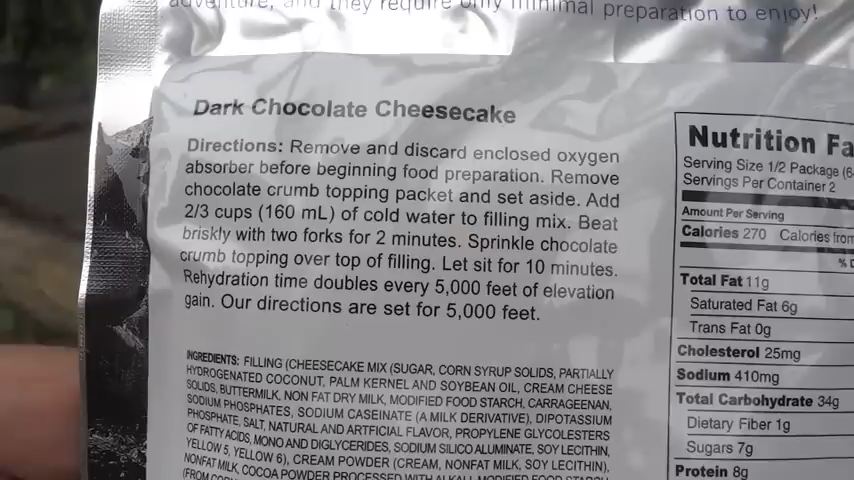 adventure, and they require only minimal preparation to enjoy!
Dark Chocolate Cheesecake
Directions: Remove and discard enclosed oxygen
absorber before beginning food preparation. Remove
chocolate crumb topping packet and set aside. Add
2/3 cups (160 mL) of cold water to filling mix. Beat
briskly with two forks for 2 minutes. Sprinkle chocolate
crumb topping over top of filling. Let sit for 10 minutes.
Rehydration time doubles every 5,000 feet of elevation
gain. Our directions are set for 5,000 feet.
INGREDIENTS: FILLING (CHEESECAKE MIX (SUGAR, CORN SYRUP SOLIDS, PARTIALLY
HYDROGENATED COCONUT, PALM KERNEL AND SOYBEAN OIL, CREAM CHEESE
SOLIDS, BUTTERMILK, NON FAT DRY MILK, MODIFIED FOOD STARCH, CARRAGEENAN,
SODIUM PHOSPHATES, SODIUM CASEINATE (A MILK DERIVATIVE), DIPOTASSIUM
PHOSPHATE, SALT, NATURAL AND ARTFICIAL FLAVOR, PROPYLENE GLYCOLESTERS
OF FATTY ACIDS, MONO AND DIGLYCERIDES, SODIUM SILICO ALUMINATE, SOY LECITHIN,
YELLOW 5, YELLOW 6), CREAM POWDER (CREAM, NONFAT MILK, SOY LECITHIN),
NONFAT MILK, COCOA POWDER PROCESSED WITH ALKALI, MODIFIED FOOD STARCH
(FROM CORN
Nutrition Fa
Serving Size 1/2 Package (6
Servings Per Container 2
Amount Per Serving
Calories 270 Calories from
% D
Total Fat 11g
Saturated Fat 6g
Trans Fat 0g
Cholesterol 25mg
Sodium 410mg
Total Carbohydrate 34g
Dietary Fiber 1g
Sugars 7g
Protein 8g